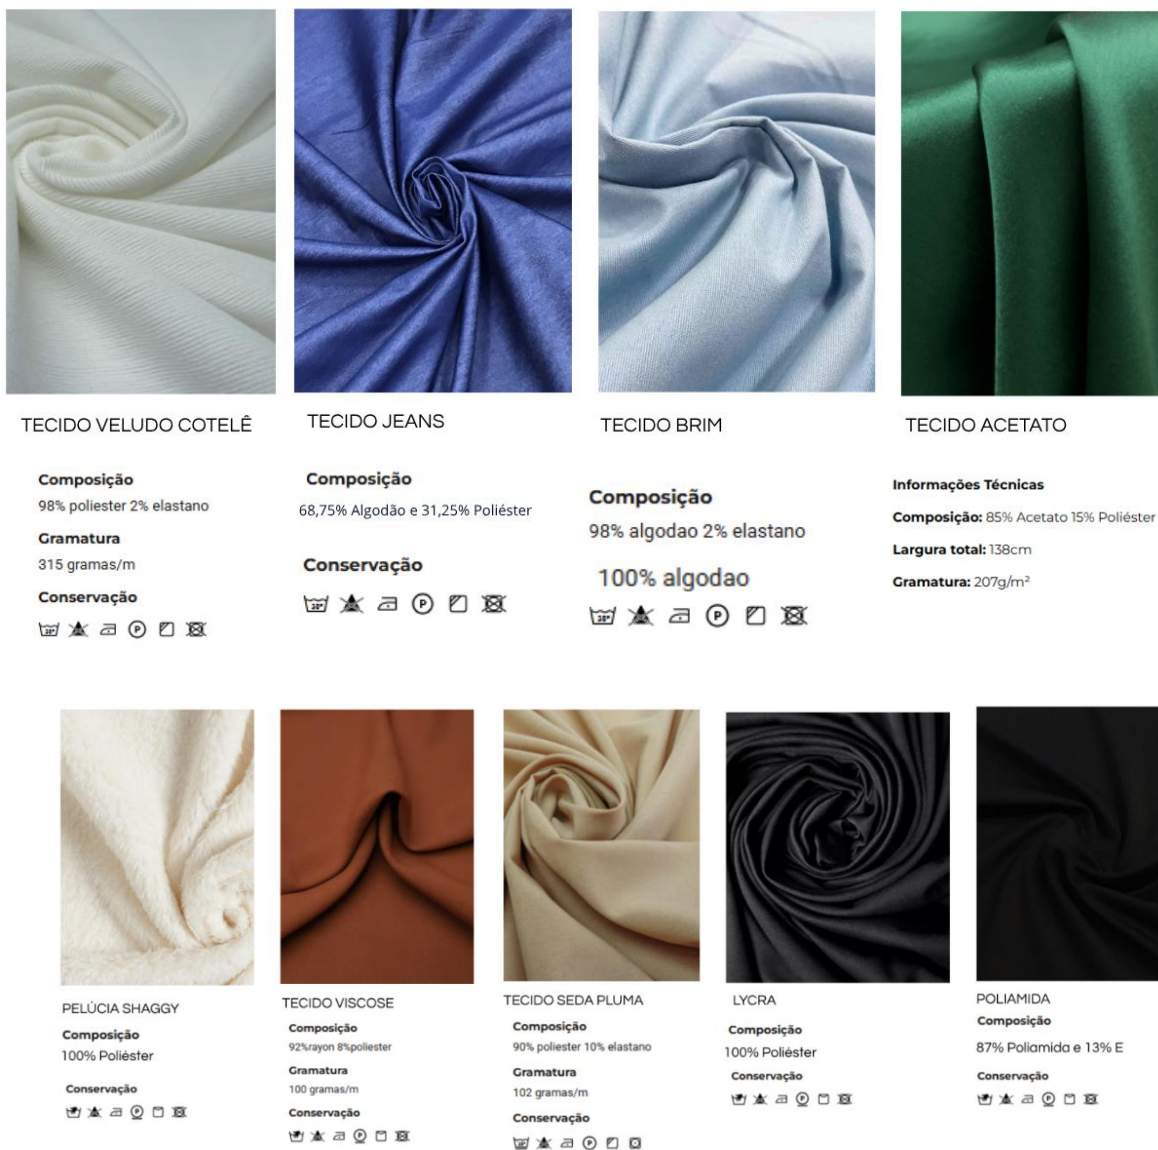 TECIDO VELUDO COTELÊ
Composição
98% poliester 2% elastano
Gramatura
315 gramas/m
Conservação
30°
P
TECIDO JEANS
Composição
68,75% Algodão e 31,25% Poliéster
Conservação
30°
P
TECIDO BRIM
Composição
98% algodao 2% elastano
100% algodao
30°
P
TECIDO ACETATO
Informações Técnicas
Composição: 85% Acetato 15% Poliéster
Largura total: 138cm
Gramatura: 207g/m²
PELÚCIA SHAGGY
Composição
100% Poliéster
Conservação
P
TECIDO VISCOSE
Composição
92%rayon 8%poliester
Gramatura
100 gramas/m
Conservação
P
TECIDO SEDA PLUMA
Composição
90% poliester 10% elastano
Gramatura
102 gramas/m
Conservação
30°
P
LYCRA
Composição
100% Poliéster
Conservação
P
POLIAMIDA
Composição
87% Poliamida e 13% E
Conservação
P